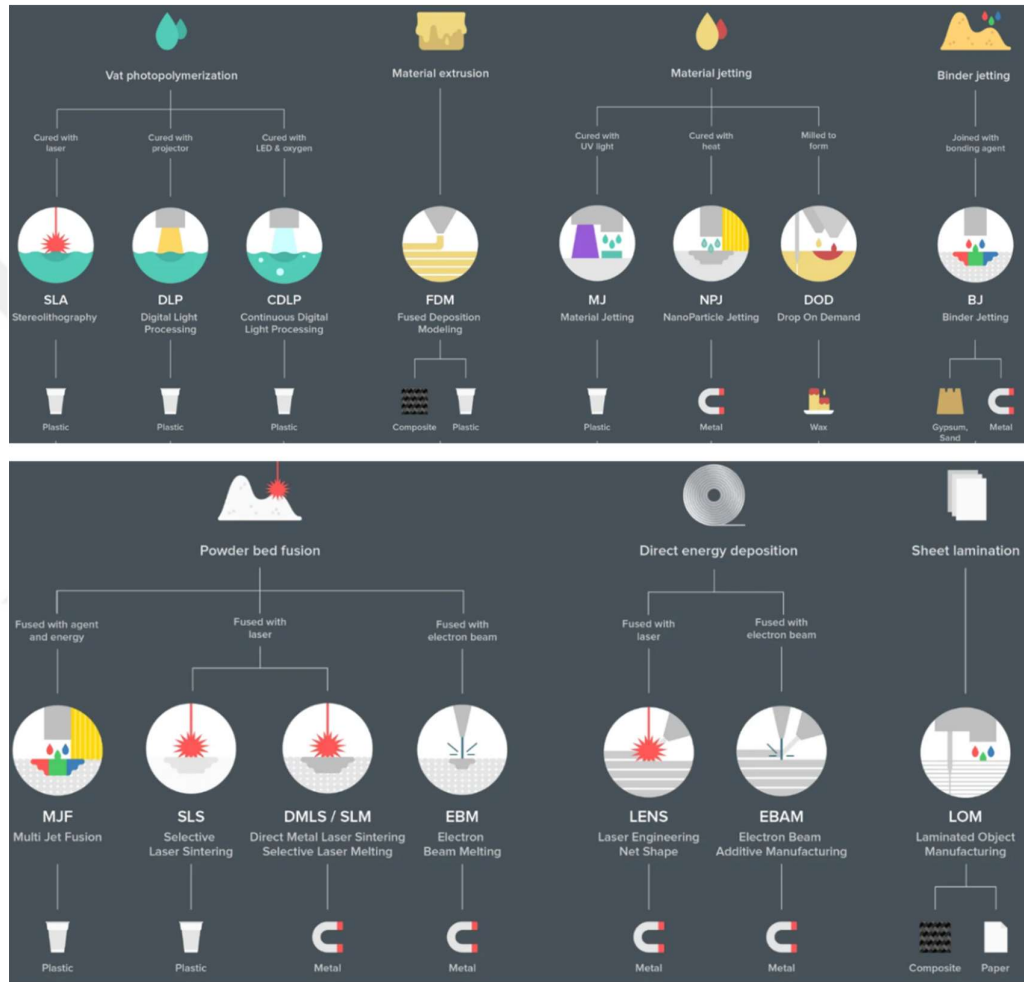 Vat photopolymerization
Material extrusion
Material jetting
Binder jetting
Cured with
laser
Cured with
projector
Cured with
LED & oxygen
Cured with
UV light
Cured with
heat
Milled to
form
Joined with
bonding agent
SLA
Stereolithography
DLP
Digital Light
Processing
CDLP
Continuous Digital
Light Processing
FDM
Fused Deposition
Modeling
MJ
Material Jetting
NPJ
NanoParticle Jetting
DOD
Drop On Demand
BJ
Binder Jetting
Plastic
Plastic
Plastic
Composite
Plastic
Plastic
Metal
Wax
Gypsum,
Sand
Metal
Powder bed fusion
Direct energy deposition
Sheet lamination
Fused with agent
and energy
Fused with
laser
Fused with
electron beam
Fused with
laser
Fused with
electron beam
MJF
Multi Jet Fusion
SLS
Selective
Laser Sintering
DMLS / SLM
Direct Metal Laser Sintering
Selective Laser Melting
EBM
Electron
Beam Melting
LENS
Laser Engineering
Net Shape
EBAM
Electron Beam
Additive Manufacturing
LOM
Laminated Object
Manufacturing
Plastic
Plastic
Metal
Metal
Metal
Metal
Composite
Paper